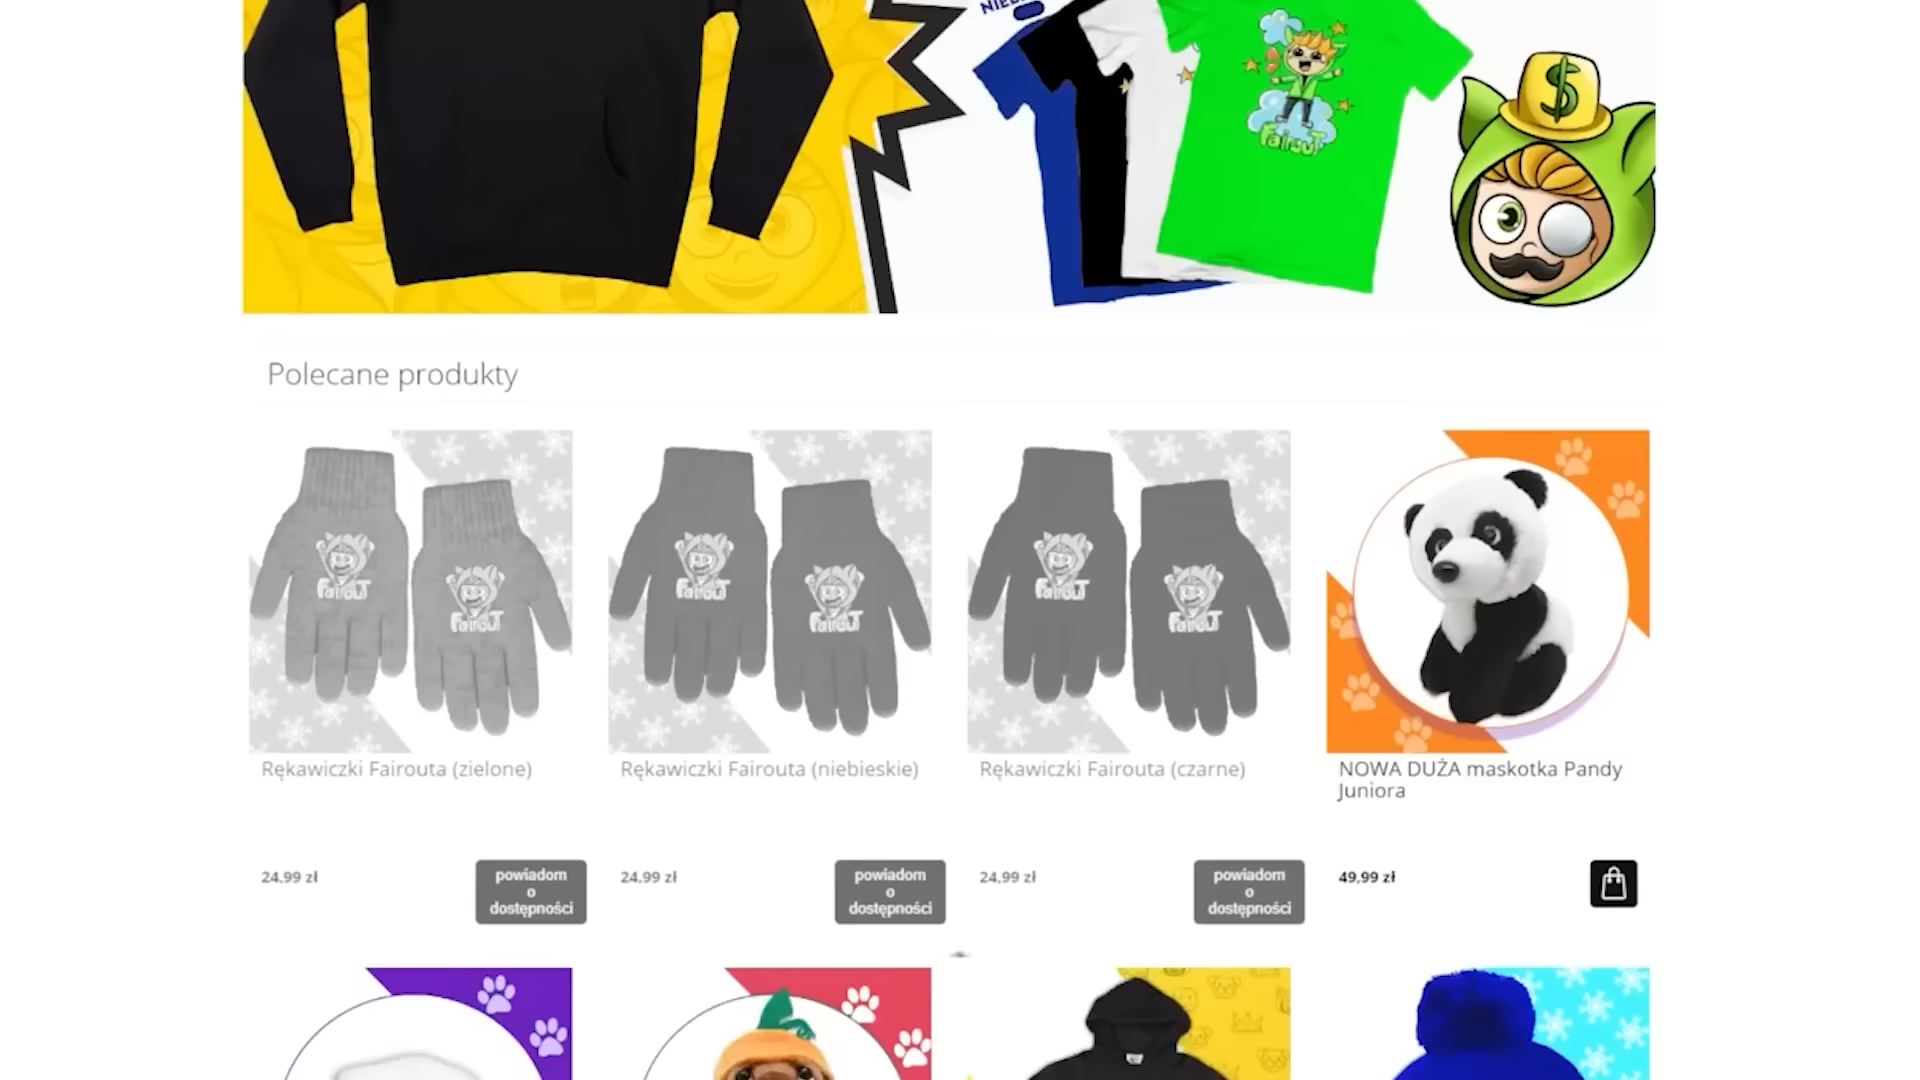 FairouT
$
Polecane produkty
FairouT
FairouT
FairouT
FairouT
FairouT
FairouT
Rękawiczki Fairouta (zielone)
Rękawiczki Fairouta (niebieskie)
Rękawiczki Fairouta (czarne)
NOWA DUŻA maskotka Pandy
Juniora
24,99 zł
powiadom
o
dostępności
24,99 zł
powiadom
o
dostępności
24,99 zł
powiadom
o
dostępności
49,99 zł